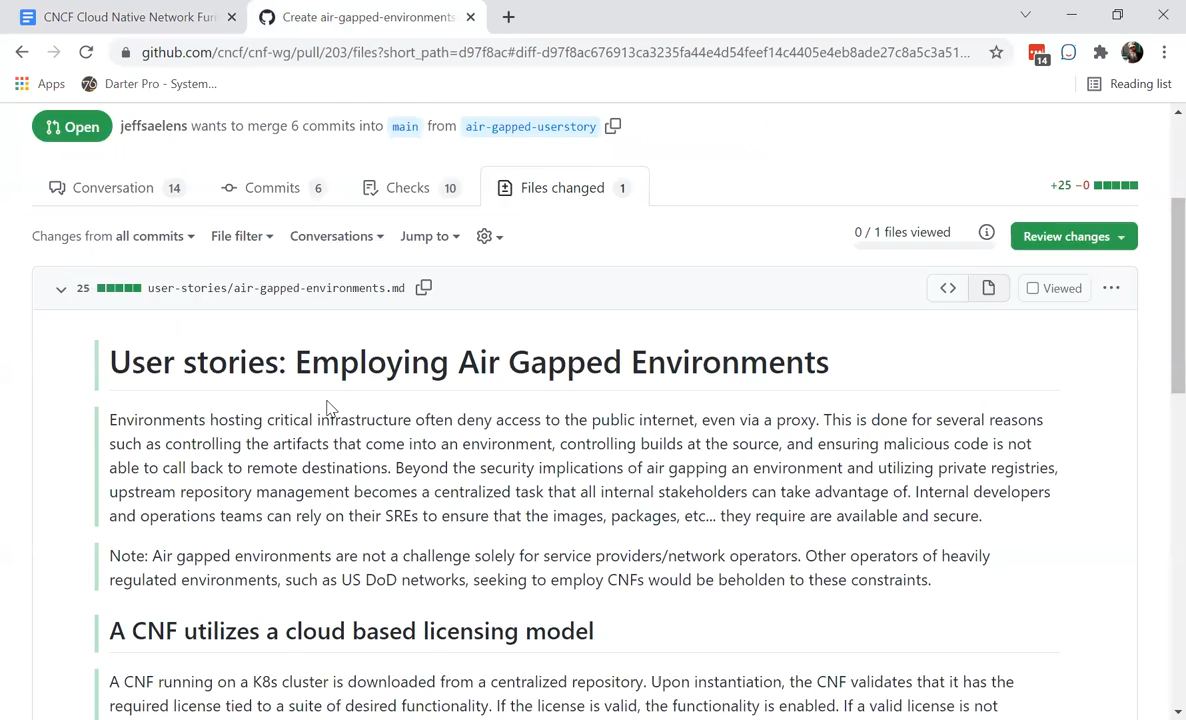 CNCF Cloud Native Network Fun
Create air-gapped-environments
github.com/cncf/cnf-wg/pull/203/files?short_path=d97f8ac#diff-d97f8ac676913ca3235fa44e4d54feef14c4405e4eb8ade27c8a5c3a51...
14
Apps
76
Darter Pro - System...
Reading list
Open
jeffsaelens wants to merge 6 commits into main from air-gapped-userstory
Conversation 14
Commits 6
Checks 10
Files changed 1
+25 −0
Changes from all commits
File filter
Conversations
Jump to
0 / 1 files viewed
Review changes
25
user-stories/air-gapped-environments.md
Viewed
User stories: Employing Air Gapped Environments
Environments hosting critical infrastructure often deny access to the public internet, even via a proxy. This is done for several reasons
such as controlling the artifacts that come into an environment, controlling builds at the source, and ensuring malicious code is not
able to call back to remote destinations. Beyond the security implications of air gapping an environment and utilizing private registries,
upstream repository management becomes a centralized task that all internal stakeholders can take advantage of. Internal developers
and operations teams can rely on their SREs to ensure that the images, packages, etc... they require are available and secure.
Note: Air gapped environments are not a challenge solely for service providers/network operators. Other operators of heavily
regulated environments, such as US DoD networks, seeking to employ CNFs would be beholden to these constraints.
A CNF utilizes a cloud based licensing model
A CNF running on a K8s cluster is downloaded from a centralized repository. Upon instantiation, the CNF validates that it has the
required license tied to a suite of desired functionality. If the license is valid, the functionality is enabled. If a valid license is not